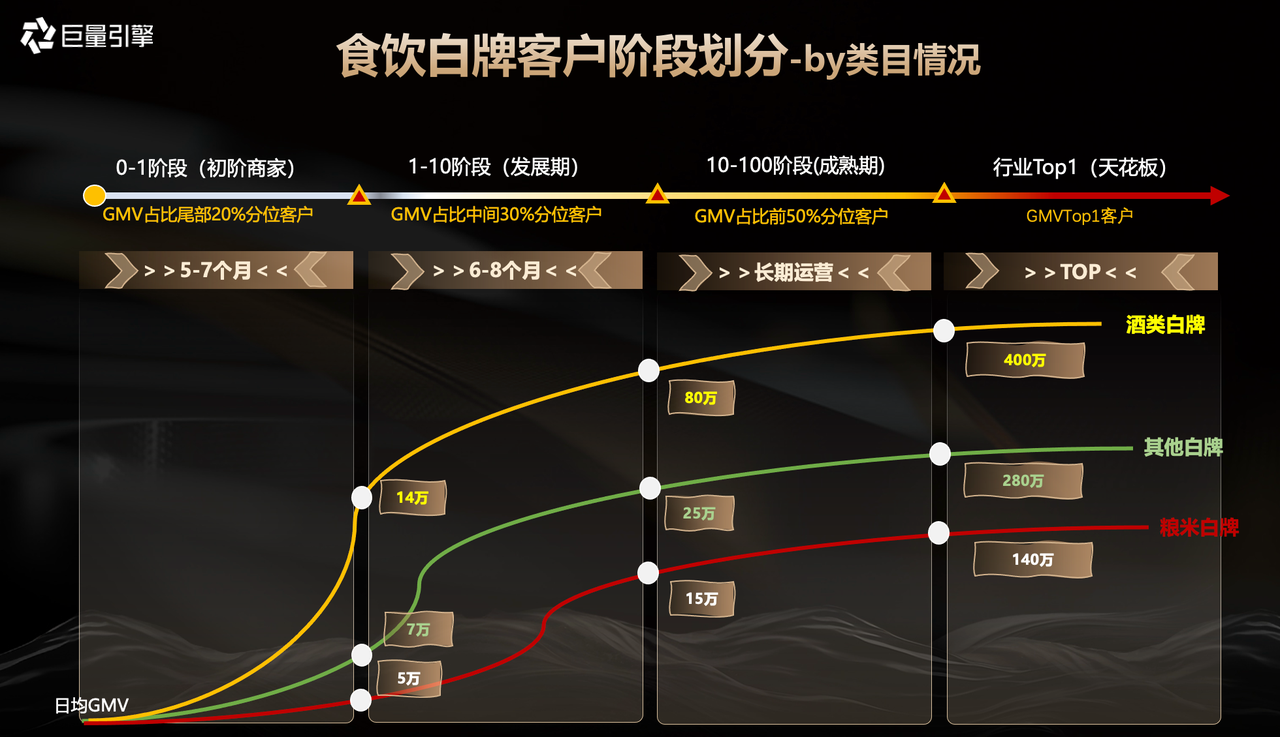 巨量引擎
食饮白牌客户阶段划分-by类目情况
0-1阶段（初阶商家）
1-10阶段（发展期）
10-100阶段(成熟期)
行业Top1（天花板）
GMV占比尾部20%分位客户
GMV占比中间30%分位客户
GMV占比前50%分位客户
GMVTop1客户
> > 5-7个月 < <
> > 6-8个月 < <
> > 长期运营 < <
> > TOP < <
酒类白牌
400万
80万
其他白牌
280万
14万
25万
粮米白牌
140万
15万
7万
5万
日均GMV